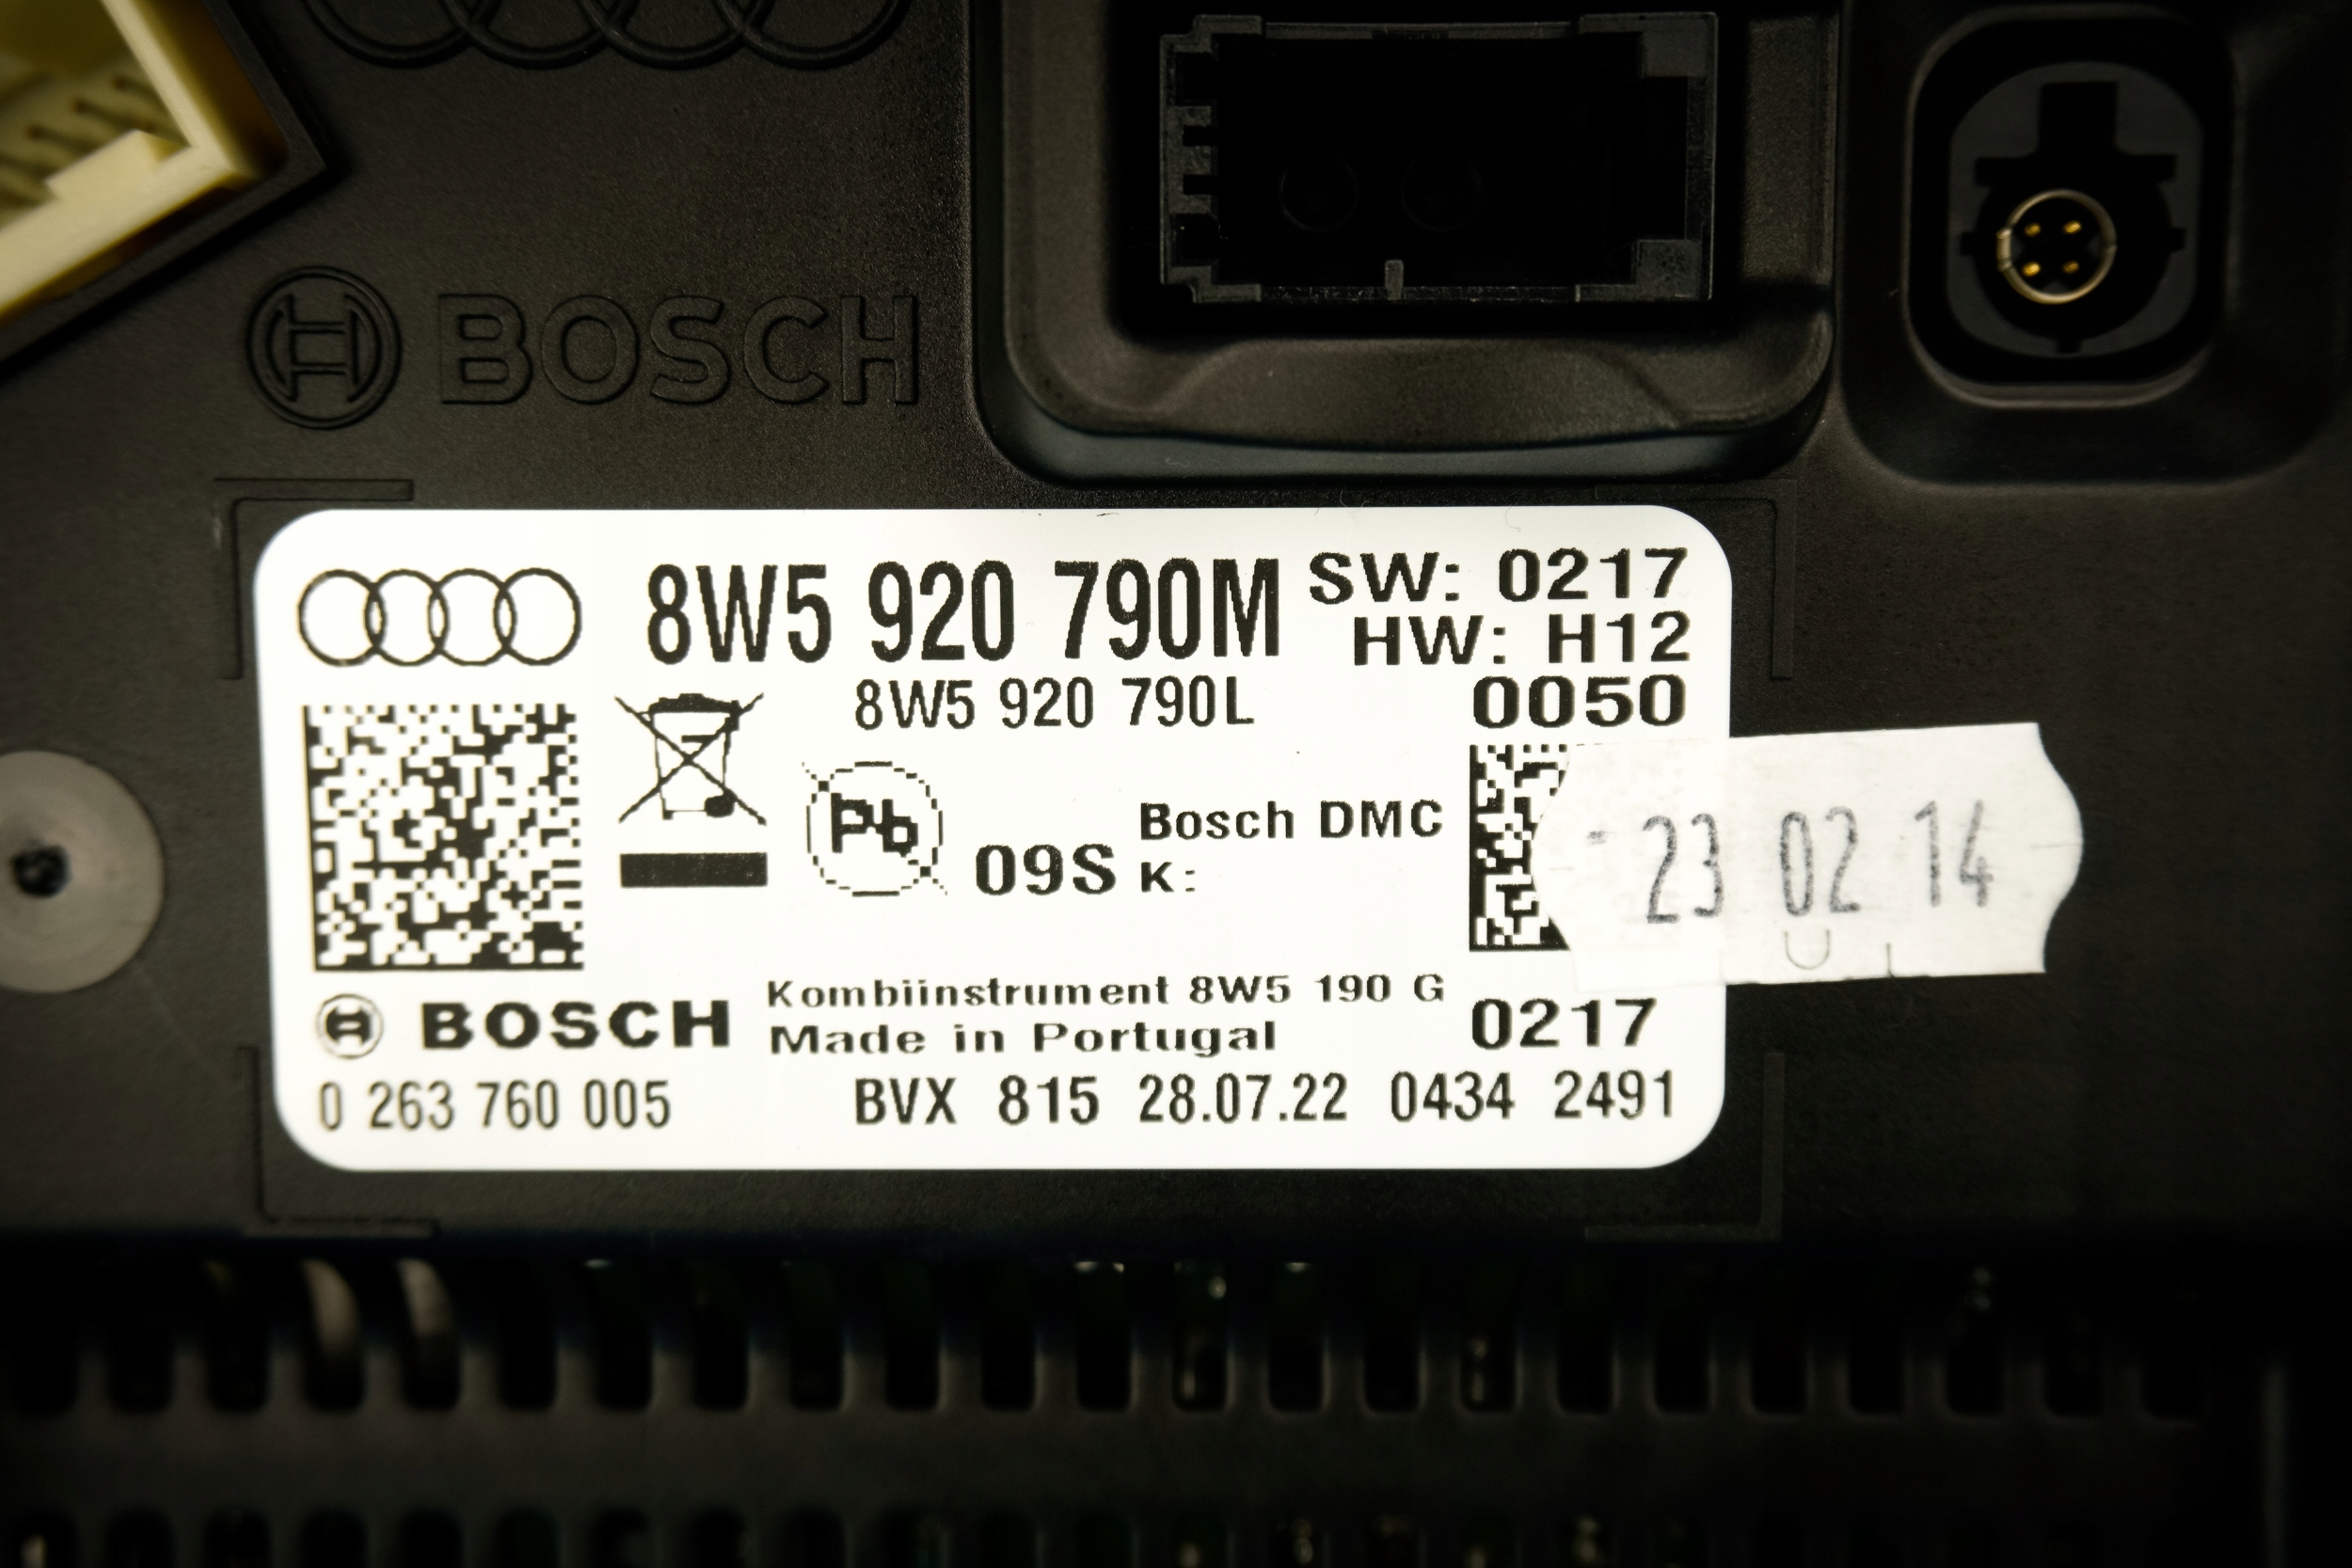 BOSCH
8W5 920 790M
SW: 0217
HW: H12
8W5 920 790L
0050
Pb
09S
Bosch DMC
K:
23 02 14
Kombiinstrument 8W5 190 G
BOSCH
Made in Portugal
0217
0 263 760 005
BVX 815 28.07.22 0434 2491